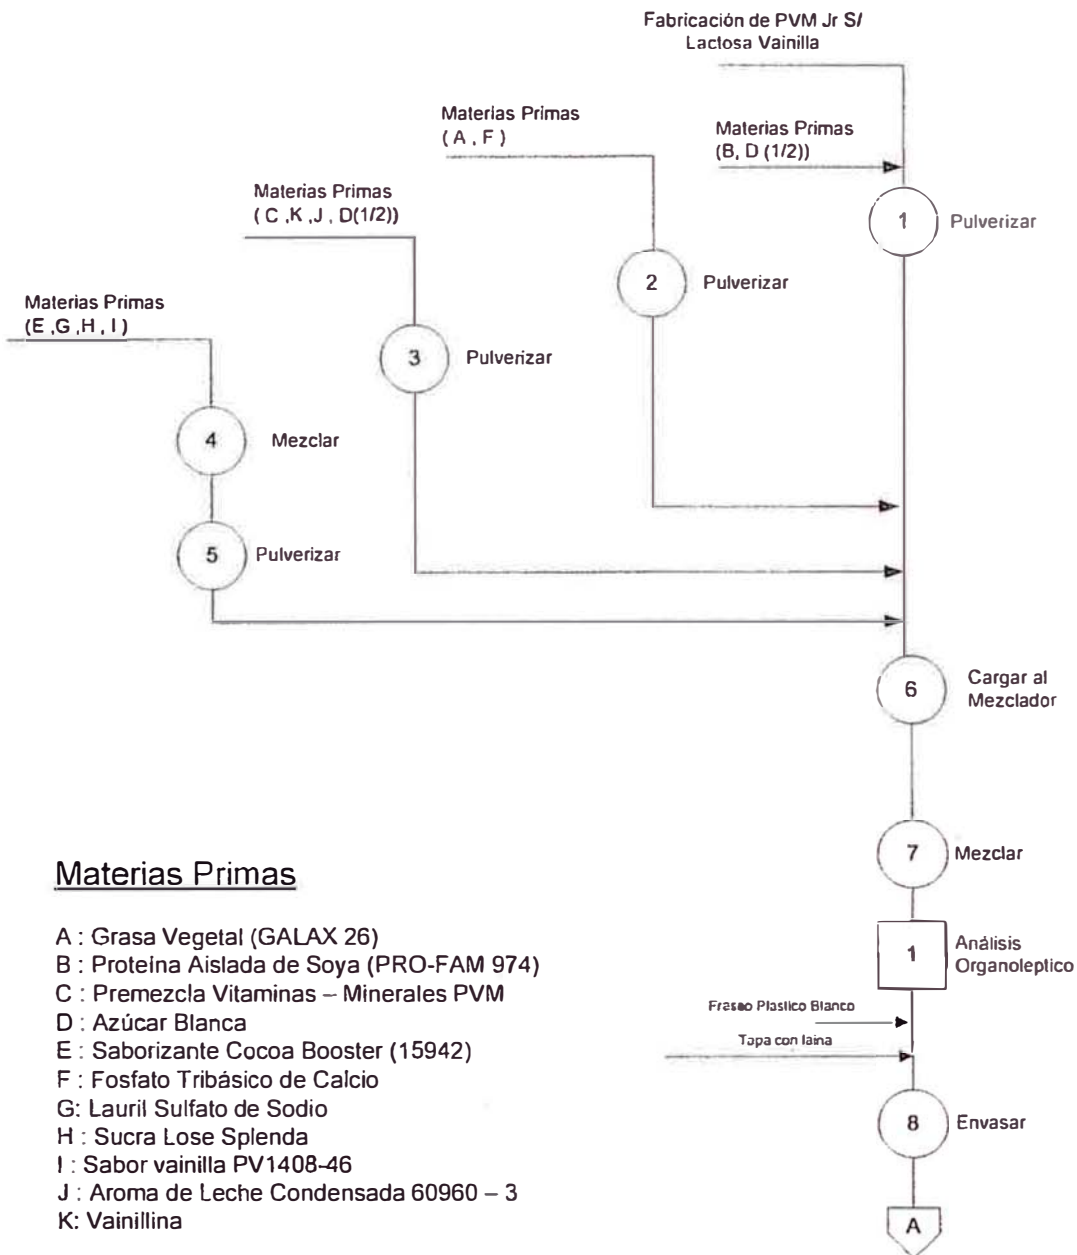 Fabricación de PVM Jr S/
Lactosa Vainilla
Materias Primas
(B, D (1/2))
1
Pulverizar
Materias Primas
( A , F )
2
Pulverizar
Materias Primas
( C ,K ,J , D(1/2))
3
Pulverizar
Materias Primas
(E ,G ,H , I )
4
Mezclar
5
Pulverizar
6
Cargar al
Mezclador
7
Mezclar
1
Análisis
Organoleptico
Frasco Plastico Blanco
Tapa con laina
8
Envasar
A
Materias Primas
A : Grasa Vegetal (GALAX 26)
B : Proteína Aislada de Soya (PRO-FAM 974)
C : Premezcla Vitaminas – Minerales PVM
D : Azúcar Blanca
E : Saborizante Cocoa Booster (15942)
F : Fosfato Tribásico de Calcio
G: Lauril Sulfato de Sodio
H : Sucra Lose Splenda
I : Sabor vainilla PV1408-46
J : Aroma de Leche Condensada 60960 – 3
K: Vainillina